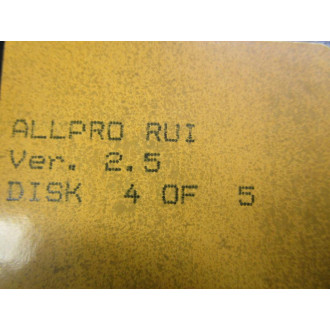 ALLPRO RUI
Ver. 2.5
DISK 4 OF 5